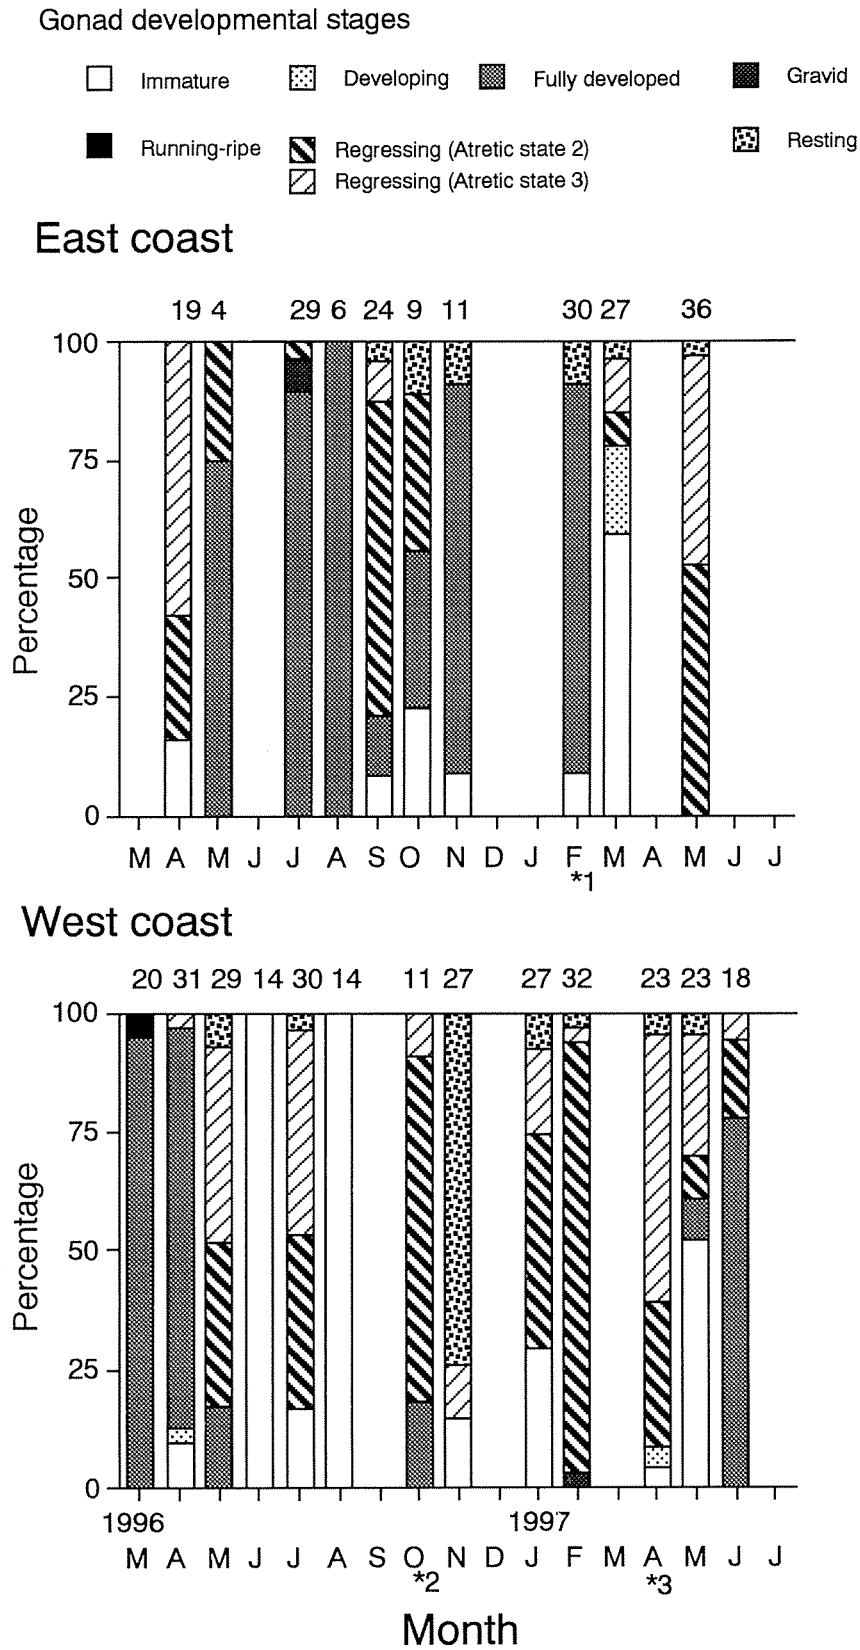 Gonad developmental stages
Immature Developing Fully developed Gravid
Running-ripe Regressing (Atretic state 2) Resting
Regressing (Atretic state 3)
East coast
19 4 29 6 24 9 11 30 27 36
100
75
50
25
0
Percentage
M A M J J A S O N D J F M A M J J
*1
West coast
20 31 29 14 30 14 11 27 27 32 23 23 18
100
75
50
25
0
Percentage
1996 1997
M A M J J A S O N D J F M A M J J
*2 *3
Month